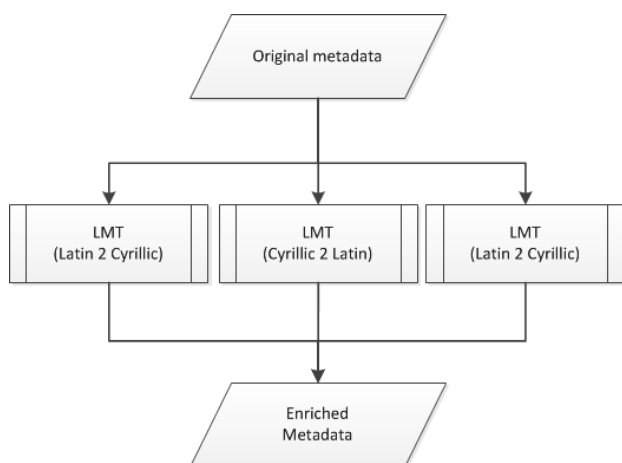 Original metadata
LMT
(Latin 2 Cyrillic)
LMT
(Cyrillic 2 Latin)
LMT
(Latin 2 Cyrillic)
Enriched
Metadata